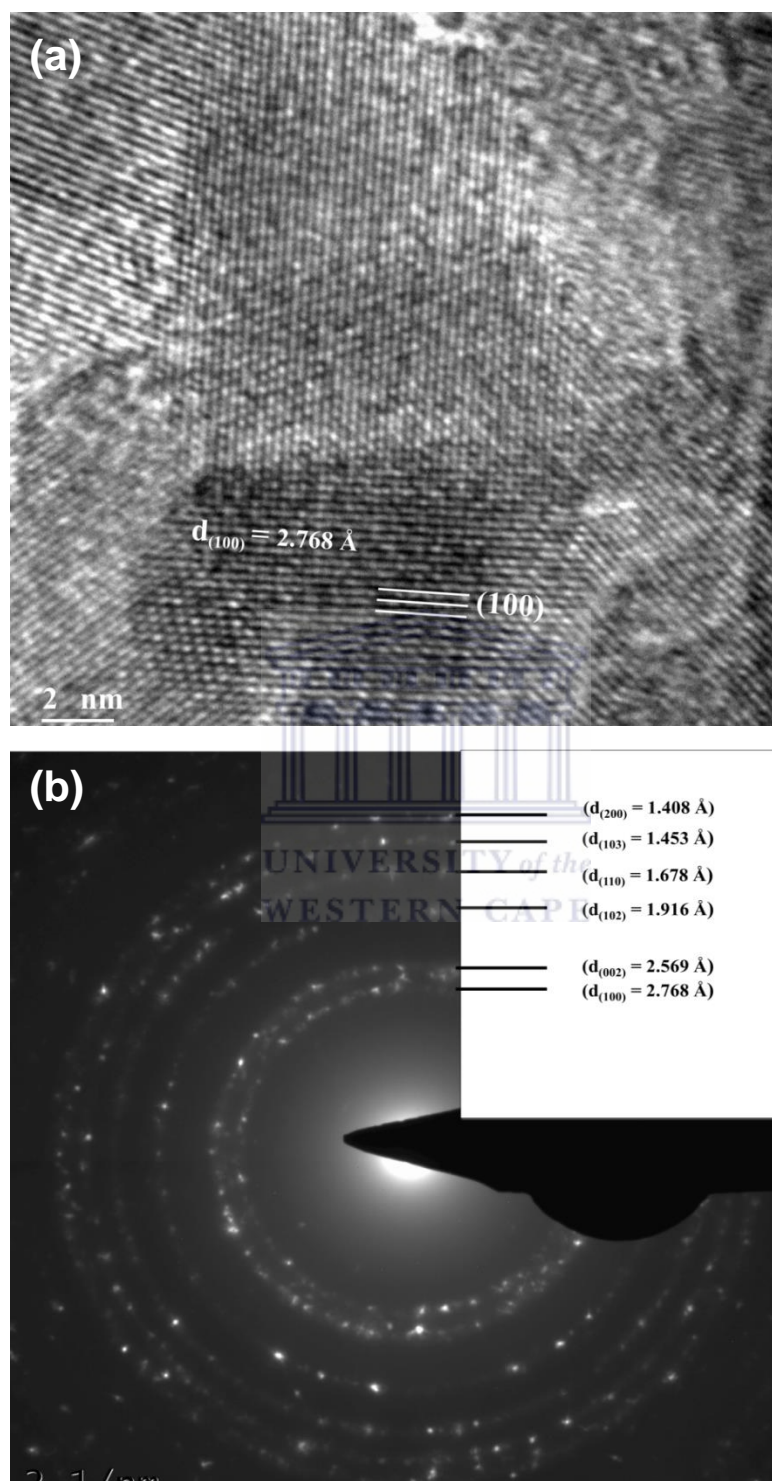 (a)
d(100) = 2.768 Å
(100)
2 nm
(b)
(d(200) = 1.408 Å)
(d(103) = 1.453 Å)
(d(110) = 1.678 Å)
(d(102) = 1.916 Å)
(d(002) = 2.569 Å)
(d(100) = 2.768 Å)
UNIVERSITY of the
WESTERN CAPE